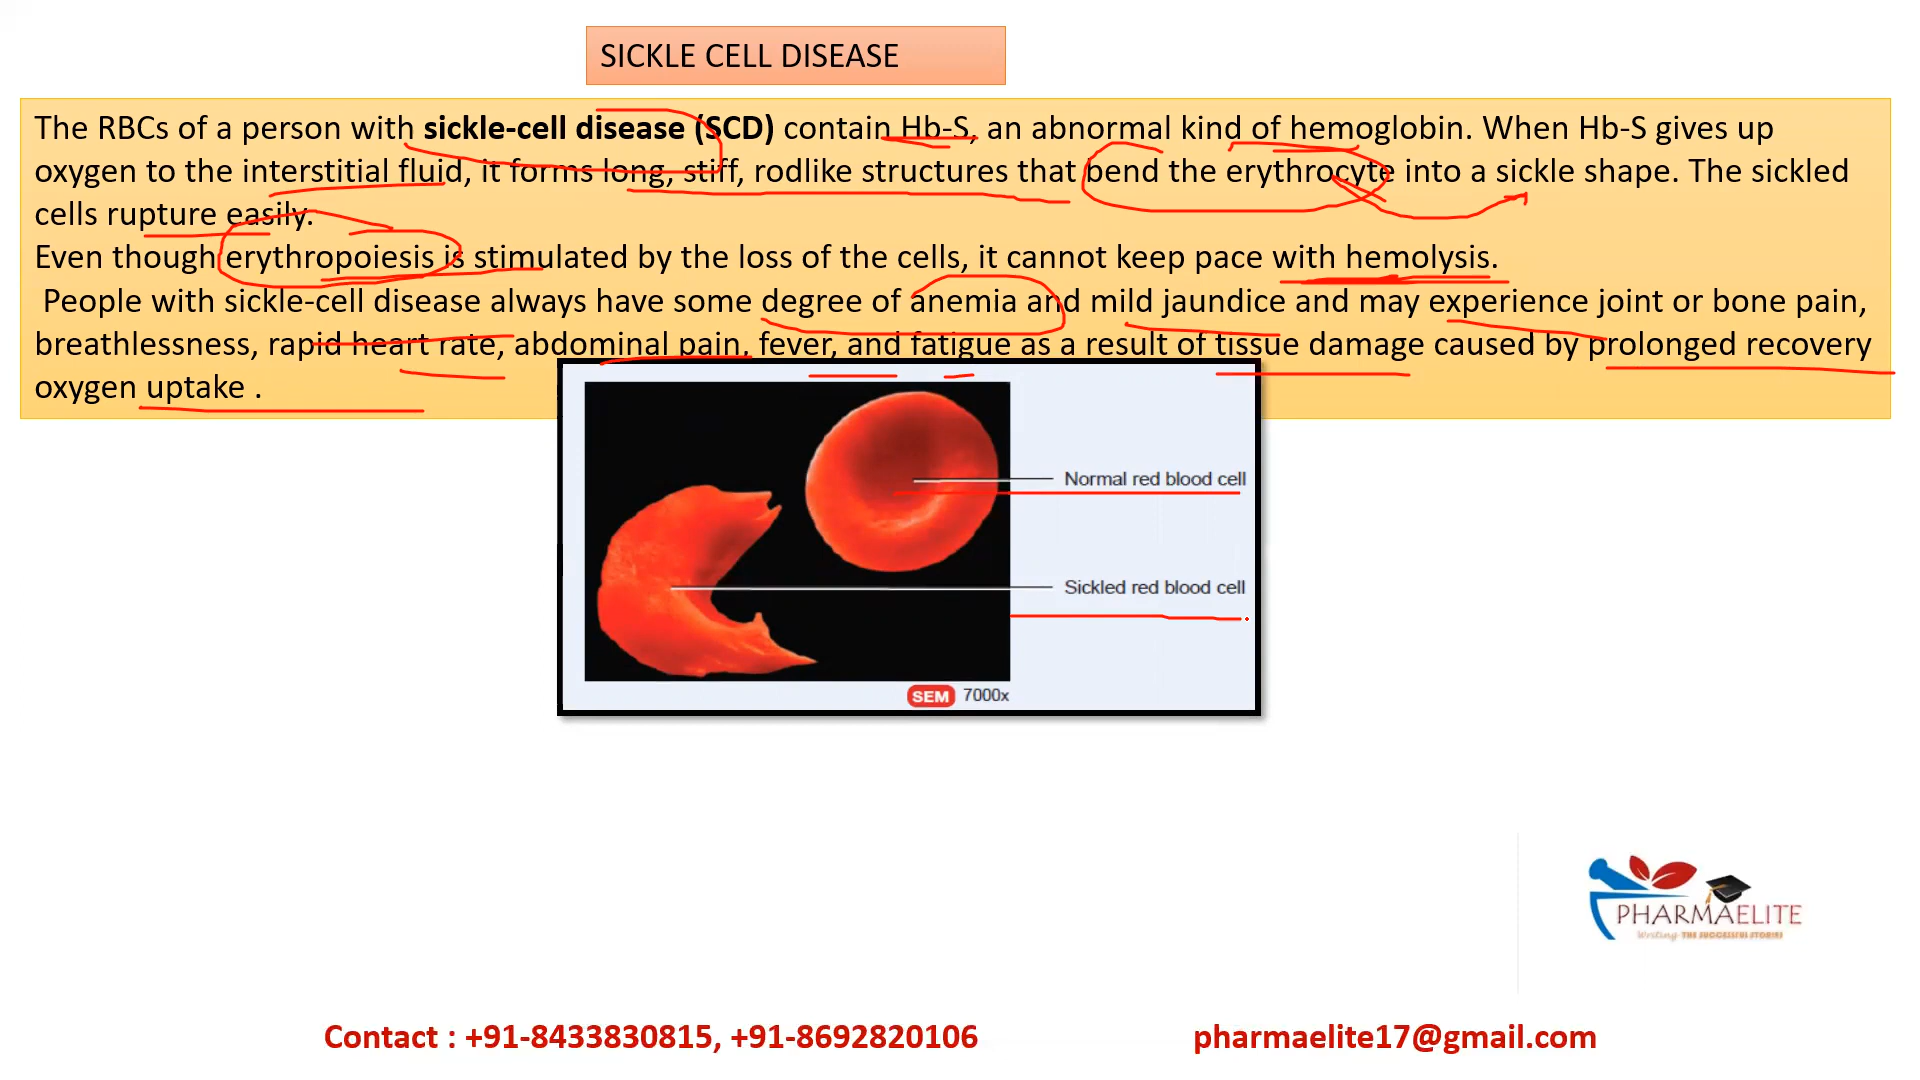 SICKLE CELL DISEASE
The RBCs of a person with sickle-cell disease (SCD) contain Hb-S, an abnormal kind of hemoglobin. When Hb-S gives up
oxygen to the interstitial fluid, it forms long, stiff, rodlike structures that bend the erythrocyte into a sickle shape. The sickled
cells rupture easily.
Even though erythropoiesis is stimulated by the loss of the cells, it cannot keep pace with hemolysis.
People with sickle-cell disease always have some degree of anemia and mild jaundice and may experience joint or bone pain,
breathlessness, rapid heart rate, abdominal pain, fever, and fatigue as a result of tissue damage caused by prolonged recovery
oxygen uptake .
Normal red blood cell
Sickled red blood cell
SEM 7000x
PHARMAELITE
Writing THE SUCCESSFUL STORIES
Contact : +91-8433830815, +91-8692820106 pharmaelite17@gmail.com